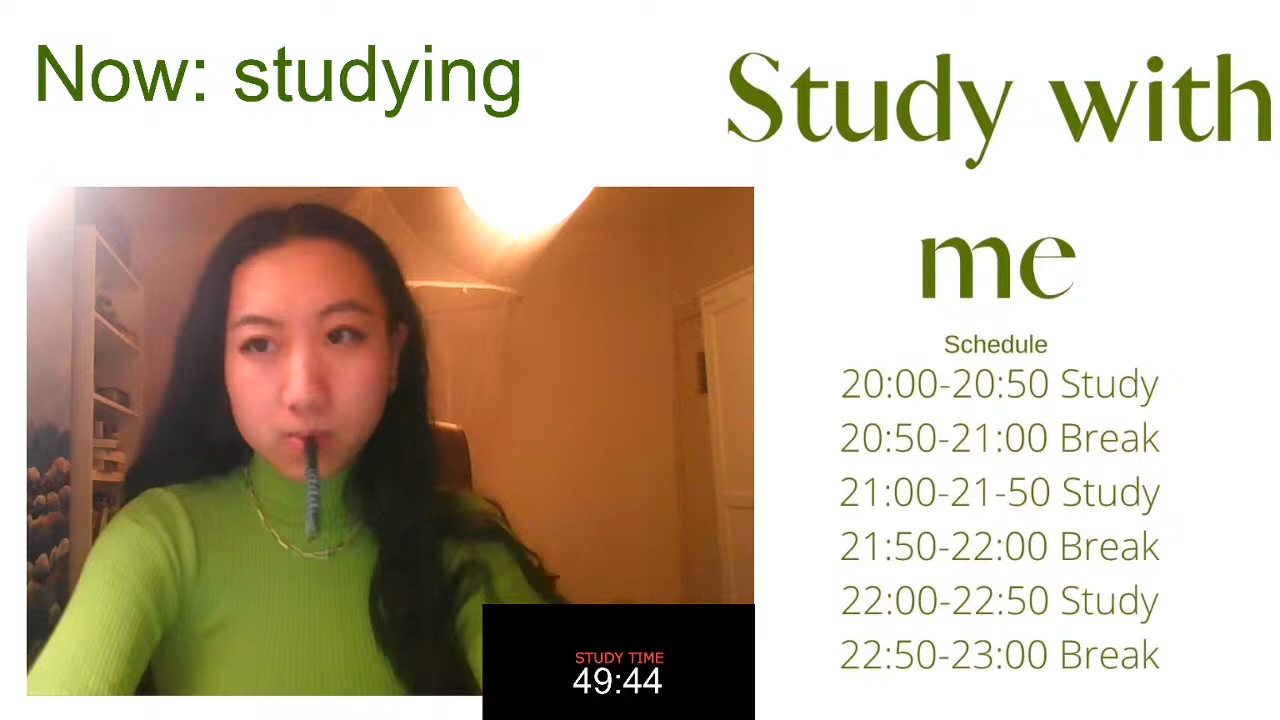 Now: studying
Study with
me
Schedule
20:00-20:50 Study
20:50-21:00 Break
21:00-21-50 Study
21:50-22:00 Break
22:00-22:50 Study
22:50-23:00 Break
STUDY TIME
49:44